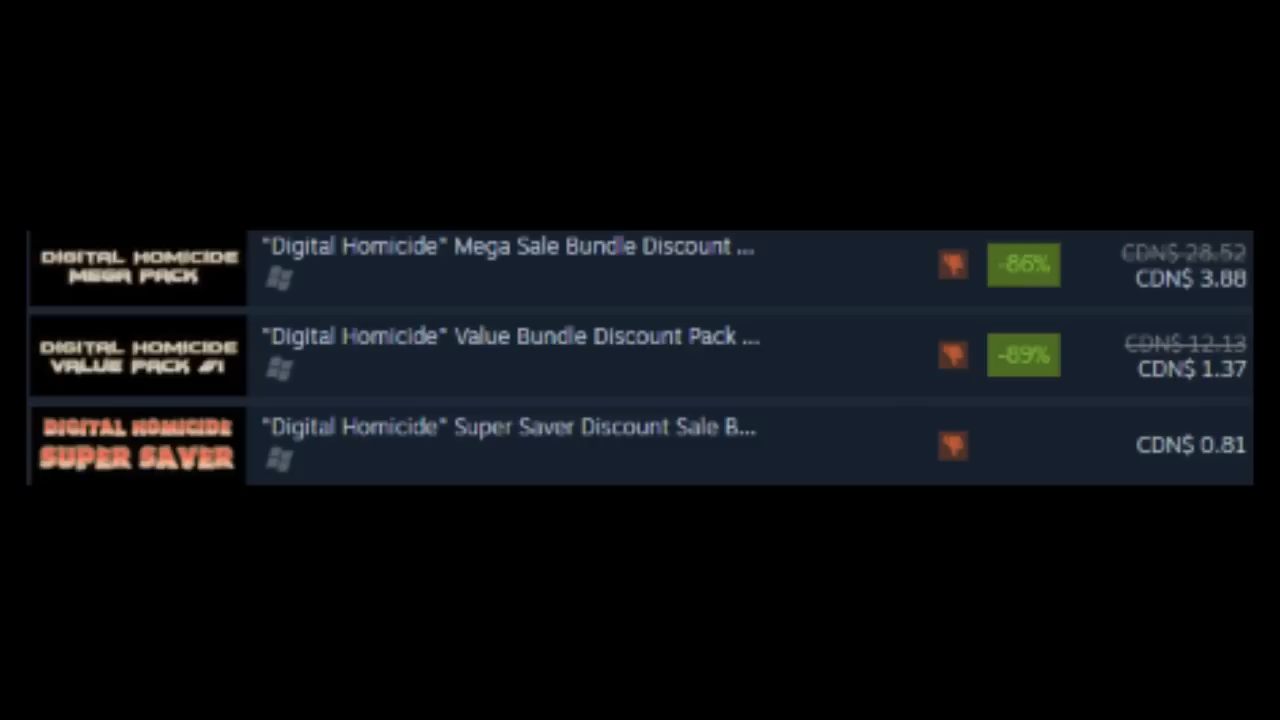 DIGITAL HOMICIDE
MEGA PACK
"Digital Homicide" Mega Sale Bundle Discount ...
-86%
CDN$ 28.52
CDN$ 3.88
DIGITAL HOMICIDE
VALUE PACK #1
"Digital Homicide" Value Bundle Discount Pack ...
-89%
CDN$ 12.13
CDN$ 1.37
DIGITAL HOMICIDE
SUPER SAVER
"Digital Homicide" Super Saver Discount Sale B...
CDN$ 0.81